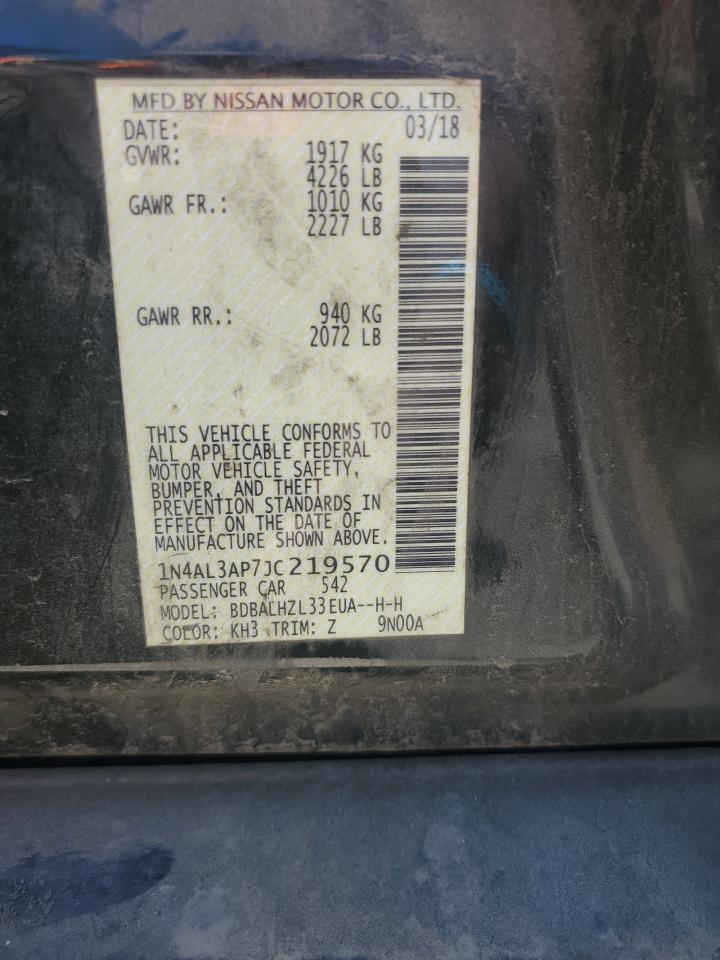 MFD BY NISSAN MOTOR CO., LTD.
DATE: 03/18
GVWR: 1917 KG
4226 LB
GAWR FR.: 1010 KG
2227 LB
GAWR RR.: 940 KG
2072 LB
THIS VEHICLE CONFORMS TO
ALL APPLICABLE FEDERAL
MOTOR VEHICLE SAFETY,
BUMPER, AND THEFT
PREVENTION STANDARDS IN
EFFECT ON THE DATE OF
MANUFACTURE SHOWN ABOVE.
1N4AL3AP7JC219570
PASSENGER CAR 542
MODEL: BDBALHZL33EUA--H-H
COLOR: KH3 TRIM: Z 9N00A